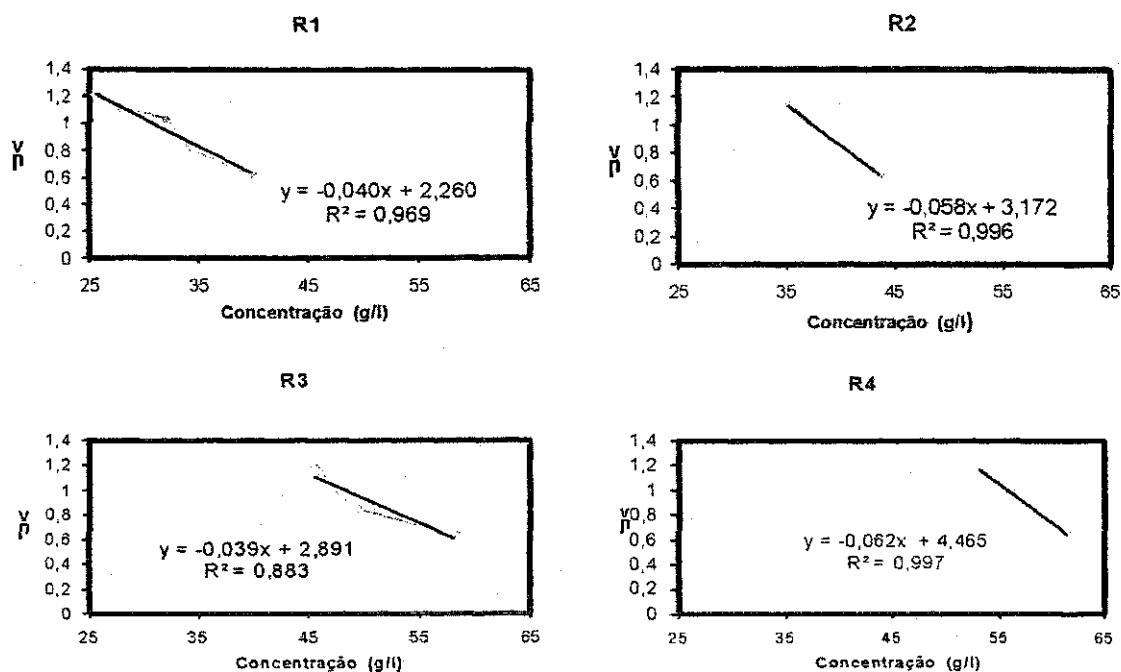 R1
1,4
1,2
1
0,8
0,6
0,4
0,2
0
y = -0,040x + 2,260
R² = 0,969
25 35 45 55 65
Concentração (g/l)
R2
1,4
1,2
1
0,8
0,6
0,4
0,2
0
y = -0,058x + 3,172
R² = 0,996
25 35 45 55 65
Concentração (g/l)
R3
1,4
1,2
1
0,8
0,6
0,4
0,2
0
y = -0,039x + 2,891
R² = 0,883
25 35 45 55 65
Concentração (g/l)
R4
1,4
1,2
1
0,8
0,6
0,4
0,2
0
y = -0,062x + 4,465
R² = 0,997
25 35 45 55 65
Concentração (g/l)